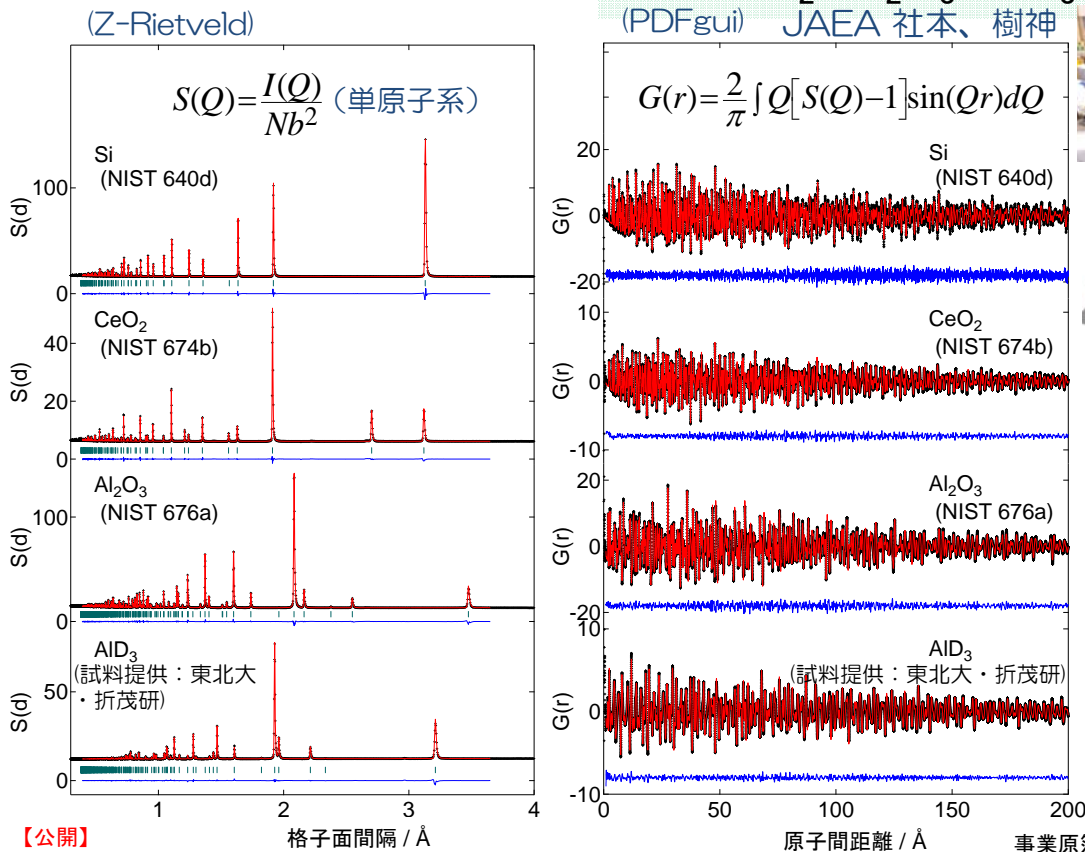 (Z-Rietveld)
S(Q)=I(Q)/Nb² (単原子系)
Si
(NIST 640d)
S(d)
100
0
CeO₂
(NIST 674b)
S(d)
40
20
0
Al₂O₃
(NIST 676a)
S(d)
100
0
AlD₃
(試料提供：東北大
・折茂研)
S(d)
50
0
1 2 3 4
格子面間隔 / Å
【公開】
(PDFgui) JAEA 社本、樹神
G(r)=2/π ∫Q[S(Q)−1]sin(Qr)dQ
Si
(NIST 640d)
G(r)
20
0
-20
CeO₂
(NIST 674b)
G(r)
10
0
-10
Al₂O₃
(NIST 676a)
G(r)
20
0
-20
AlD₃
(試料提供：東北大・折茂研)
G(r)
10
0
-10
0 50 100 150 200
原子間距離 / Å
事業原